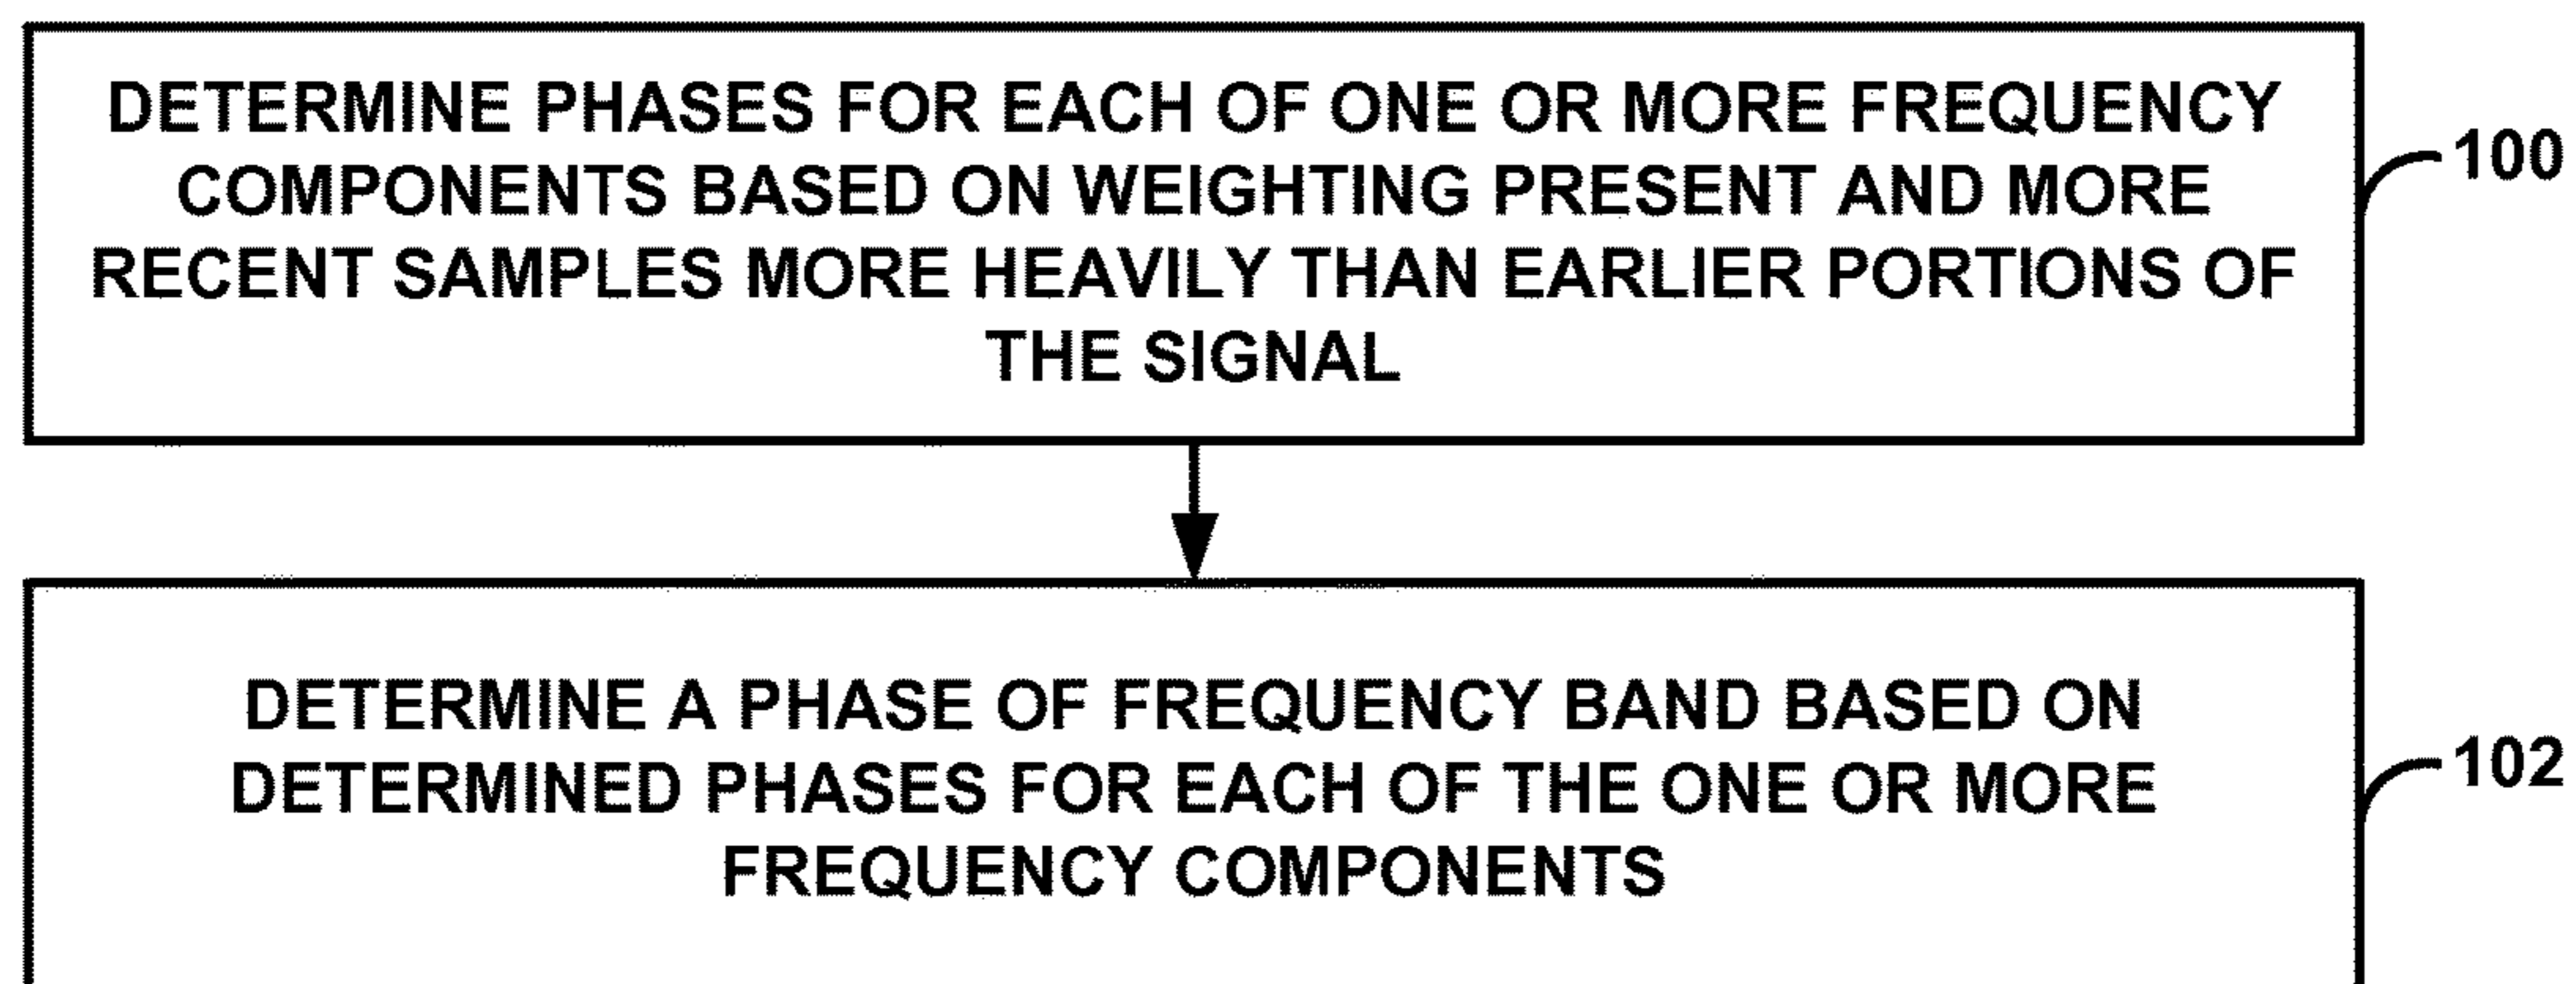 DETERMINE PHASES FOR EACH OF ONE OR MORE FREQUENCY
COMPONENTS BASED ON WEIGHTING PRESENT AND MORE
RECENT SAMPLES MORE HEAVILY THAN EARLIER PORTIONS OF
THE SIGNAL
100
DETERMINE A PHASE OF FREQUENCY BAND BASED ON
DETERMINED PHASES FOR EACH OF THE ONE OR MORE
FREQUENCY COMPONENTS
102